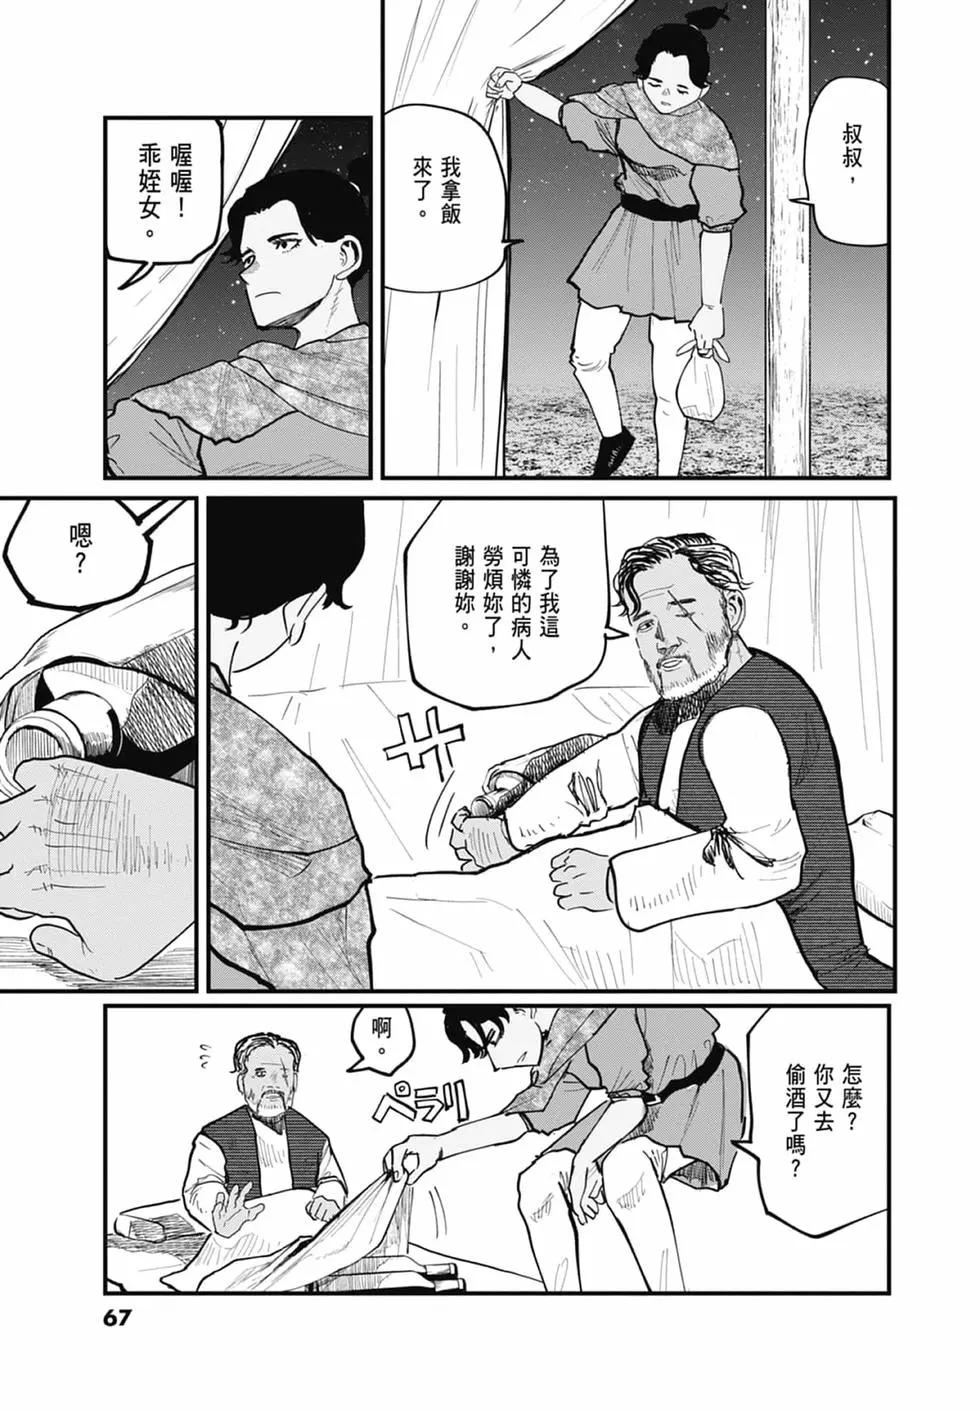 叔叔，
我拿飯
來了。
喔喔！
乖姪女。
為了我這
可憐的病人
勞煩妳了，
謝謝妳。
サ
嗯？
怎麼？
你又去
偷酒了嗎？
啊。
ペラリ
67